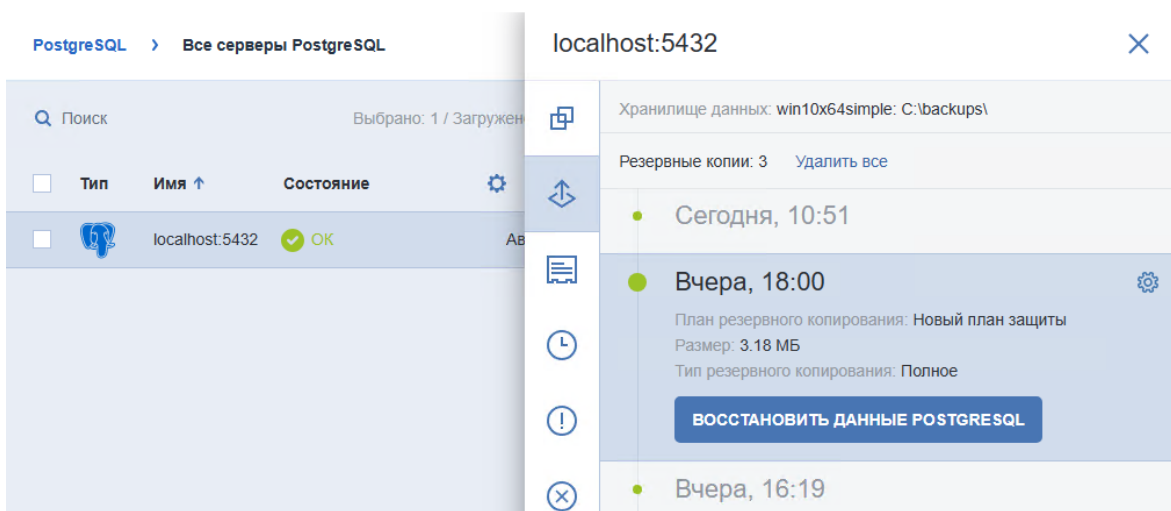 PostgreSQL > Все серверы PostgreSQL
Поиск
Выбрано: 1 / Загружен
Тип Имя ↑ Состояние
localhost:5432 OK Ав
localhost:5432
Хранилище данных: win10x64simple: C:\backups\
Резервные копии: 3 Удалить все
Сегодня, 10:51
Вчера, 18:00
План резервного копирования: Новый план защиты
Размер: 3.18 МБ
Тип резервного копирования: Полное
ВОССТАНОВИТЬ ДАННЫЕ POSTGRESQL
Вчера, 16:19